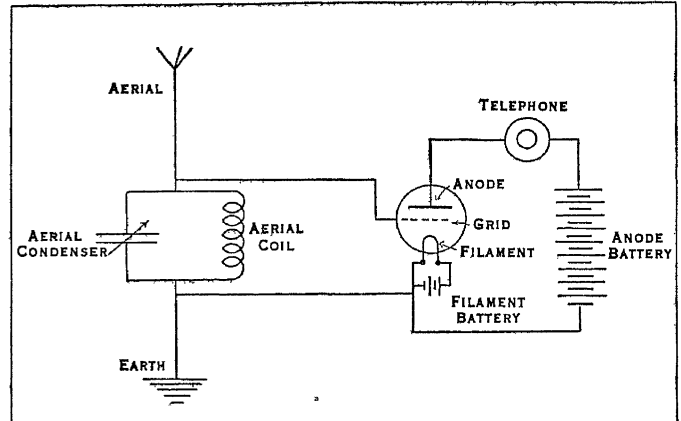 AERIAL
TELEPHONE
ANODE
GRID
FILAMENT
AERIAL
CONDENSER
AERIAL
COIL
ANODE
BATTERY
FILAMENT
BATTERY
EARTH